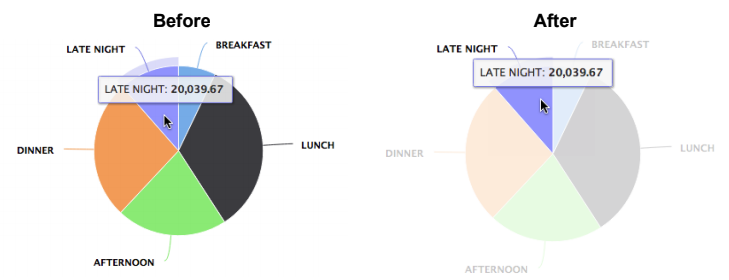 Before
After
LATE NIGHT
BREAKFAST
LATE NIGHT: 20,039.67
DINNER
LUNCH
AFTERNOON
LATE NIGHT
BREAKFAST
LATE NIGHT: 20,039.67
DINNER
LUNCH
AFTERNOON